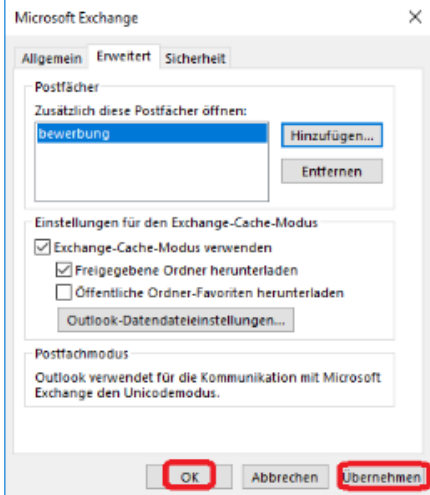 Microsoft Exchange
Allgemein Erweitert Sicherheit
Postfächer
Zusätzlich diese Postfächer öffnen:
bewerbung
Hinzufügen...
Entfernen
Einstellungen für den Exchange-Cache-Modus
Exchange-Cache-Modus verwenden
Freigegebene Ordner herunterladen
Öffentliche Ordner-Favoriten herunterladen
Outlook-Datendateieinstellungen...
Postfachmodus
Outlook verwendet für die Kommunikation mit Microsoft
Exchange den Unicodemodus.
OK Abbrechen Übernehmen